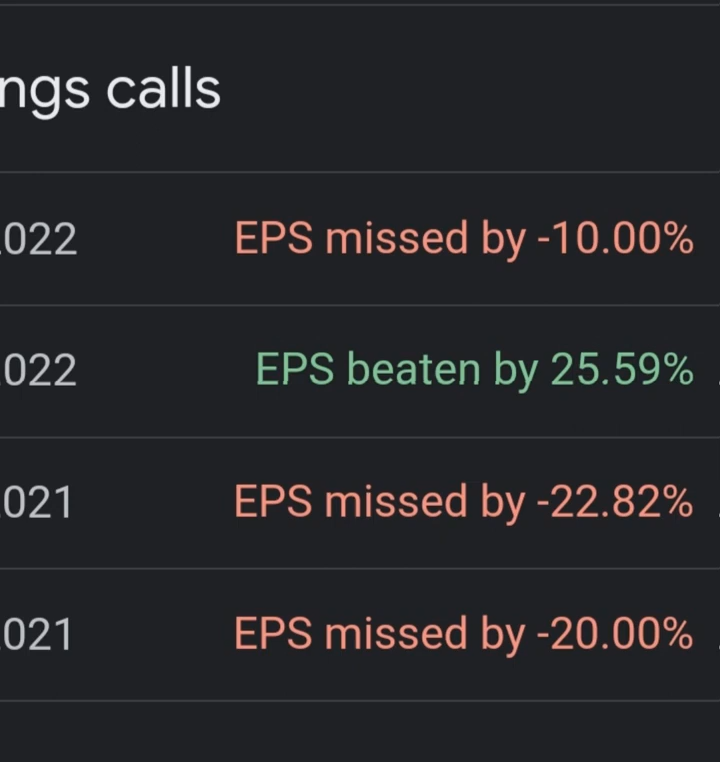 ngs calls
022 EPS missed by -10.00%
022 EPS beaten by 25.59%
021 EPS missed by -22.82%
021 EPS missed by -20.00%